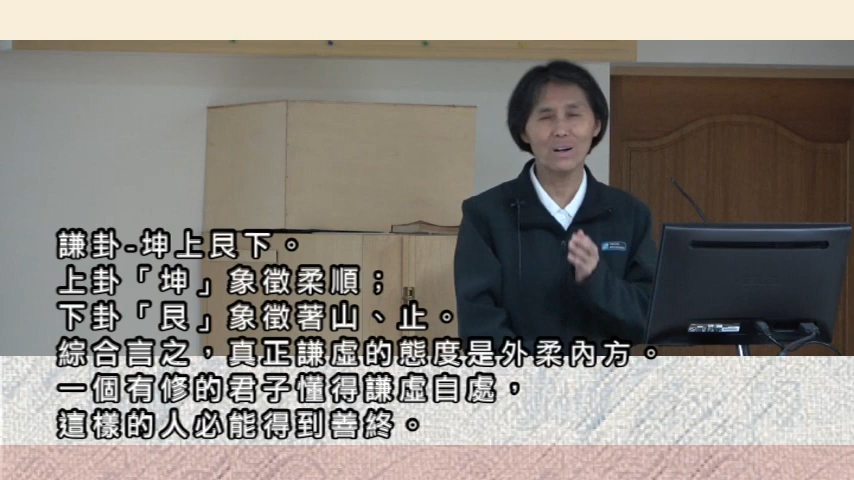 謙卦-坤上艮下。
上卦「坤」象徵柔順；
下卦「艮」象徵著山、止。
綜合言之，真正謙虛的態度是外柔內方。
一個有修的君子懂得謙虛自處，
這樣的人必能得到善終。